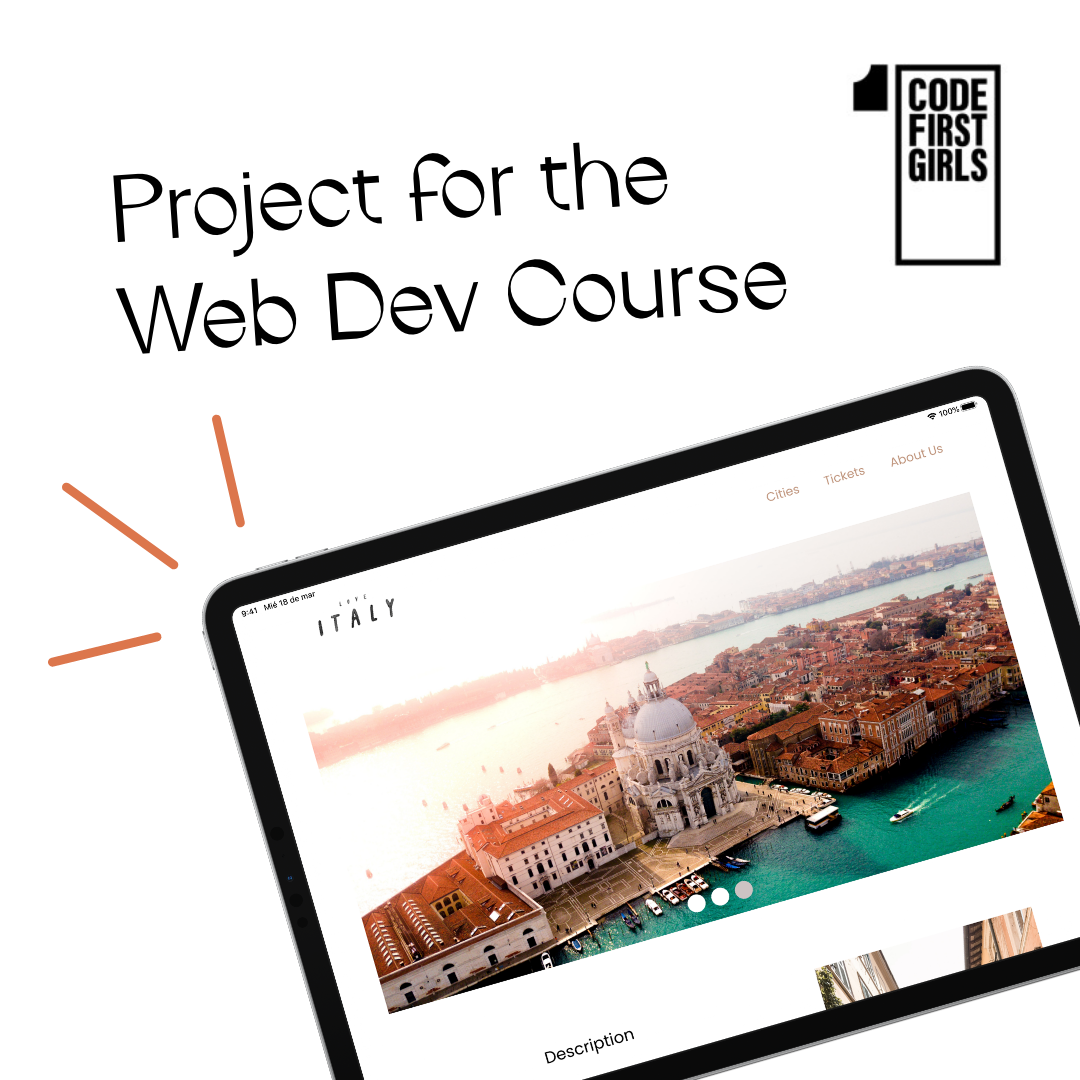 CODE
FIRST
GIRLS
Project for the
Web Dev Course
100%
Cities Tickets About Us
9:41 Mié 18 de mar
LOVE
ITALY
Description